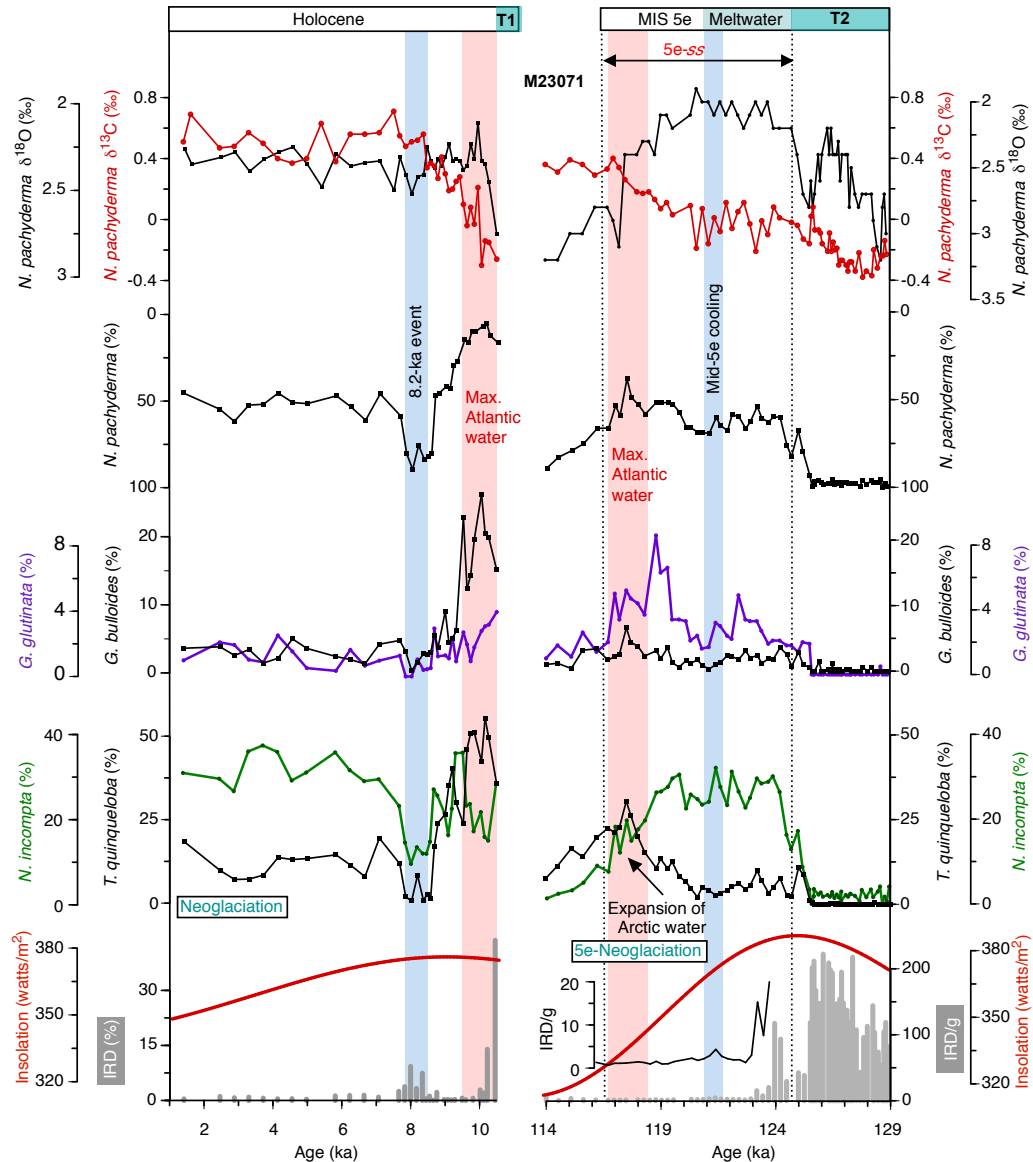 Holocene
T1
MIS 5e
Meltwater
T2
5e-ss
M23071
N. pachyderma δ18O (‰)
2
2.5
3
N. pachyderma δ13C (‰)
0.8
0.4
0
–0.4
0.8
0.4
0
–0.4
N. pachyderma δ13C (‰)
2
2.5
3
3.5
N. pachyderma δ18O (‰)
N. pachyderma (%)
0
50
100
8.2-ka event
Max.
Atlantic
water
Mid-5e cooling
Max.
Atlantic
water
0
50
100
N. pachyderma (%)
G. glutinata (%)
8
4
0
G. bulloides (%)
20
10
0
20
10
0
G. bulloides (%)
8
4
0
G. glutinata (%)
N. incompta (%)
40
20
0
T. quinqueloba (%)
50
25
0
Neoglaciation
Expansion of
Arctic water
5e-Neoglaciation
50
25
0
T. quinqueloba (%)
40
20
0
N. incompta (%)
Insolation (watts/m2)
380
350
320
IRD (%)
30
15
0
IRD/g
20
10
0
200
100
0
IRD/g
380
350
320
Insolation (watts/m2)
2
4
6
8
10
Age (ka)
114
119
124
129
Age (ka)